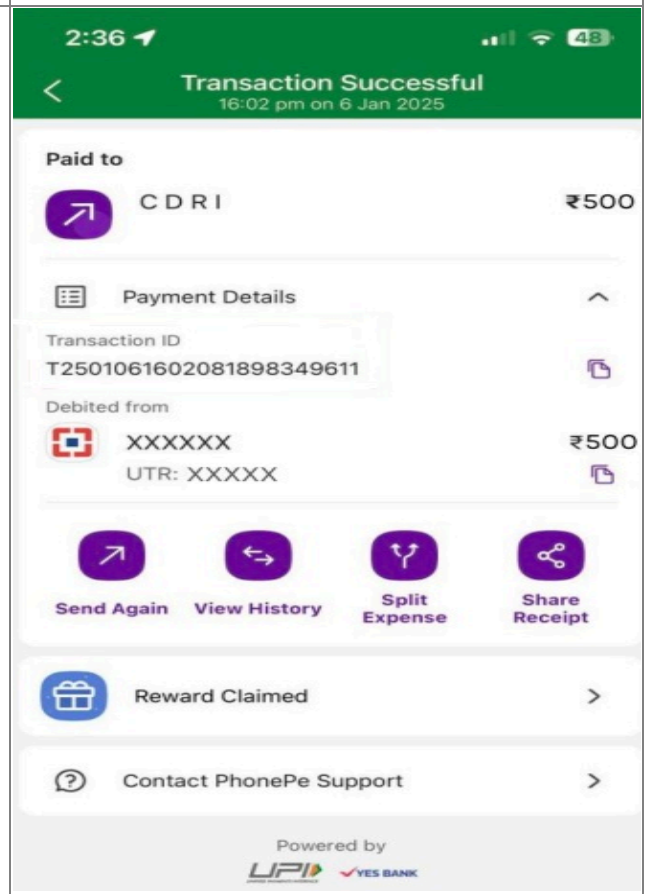 2:36
48
Transaction Successful
16:02 pm on 6 Jan 2025
Paid to
C D R I ₹500
Payment Details
Transaction ID
T2501061602081898349611
Debited from
XXXXXX ₹500
UTR: XXXXX
Send Again View History Split Expense Share Receipt
Reward Claimed
Contact PhonePe Support
Powered by
UPI YES BANK